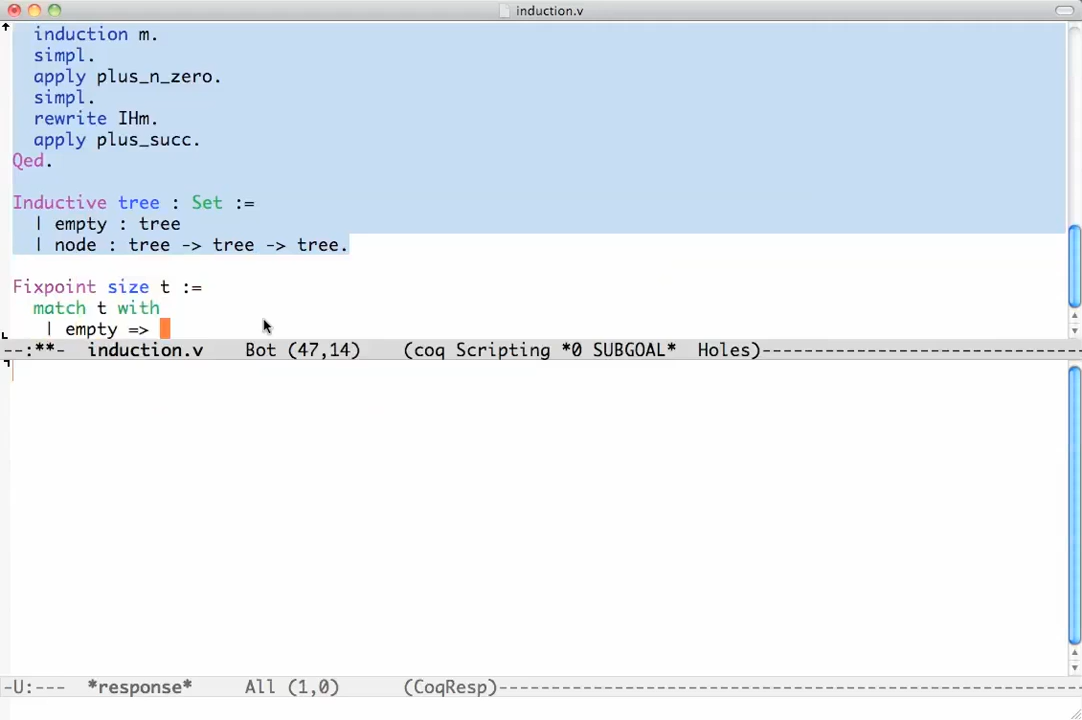 induction.v
induction m.
simpl.
apply plus_n_zero.
simpl.
rewrite IHm.
apply plus_succ.
Qed.
Inductive tree : Set :=
| empty : tree
| node : tree -> tree -> tree.
Fixpoint size t :=
match t with
| empty =>
--:**-  induction.v    Bot (47,14)    (coq Scripting *0 SUBGOAL*  Holes)----------------------------
-U:---  *response*     All (1,0)      (CoqResp)-----------------------------------------------------